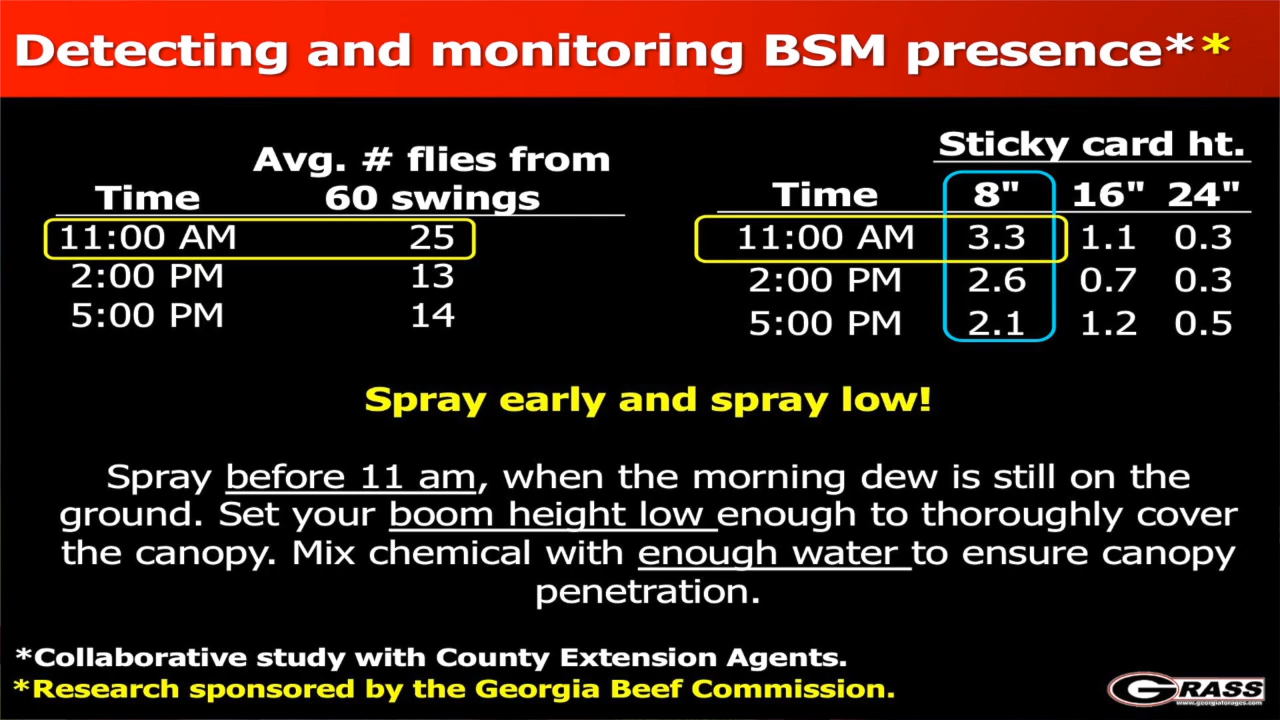 Detecting and monitoring BSM presence**
Avg. # flies from
Time 60 swings
11:00 AM 25
2:00 PM 13
5:00 PM 14
Sticky card ht.
Time 8" 16" 24"
11:00 AM 3.3 1.1 0.3
2:00 PM 2.6 0.7 0.3
5:00 PM 2.1 1.2 0.5
Spray early and spray low!
Spray before 11 am, when the morning dew is still on the
ground. Set your boom height low enough to thoroughly cover
the canopy. Mix chemical with enough water to ensure canopy
penetration.
*Collaborative study with County Extension Agents.
*Research sponsored by the Georgia Beef Commission.
GRASS
www.georgiaforages.com